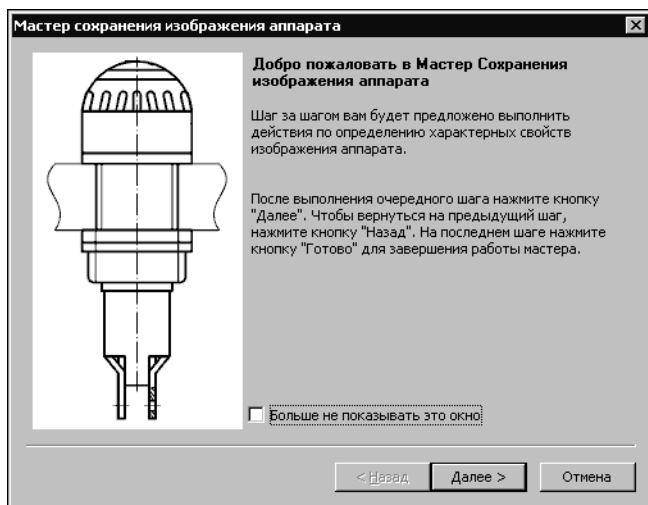 Мастер сохранения изображения аппарата
Добро пожаловать в Мастер Сохранения
изображения аппарата
Шаг за шагом вам будет предложено выполнить
действия по определению характерных свойств
изображения аппарата.
После выполнения очередного шага нажмите кнопку
"Далее". Чтобы вернуться на предыдущий шаг,
нажмите кнопку "Назад". На последнем шаге нажмите
кнопку "Готово" для завершения работы мастера.
Больше не показывать это окно
< Назад
Далее >
Отмена